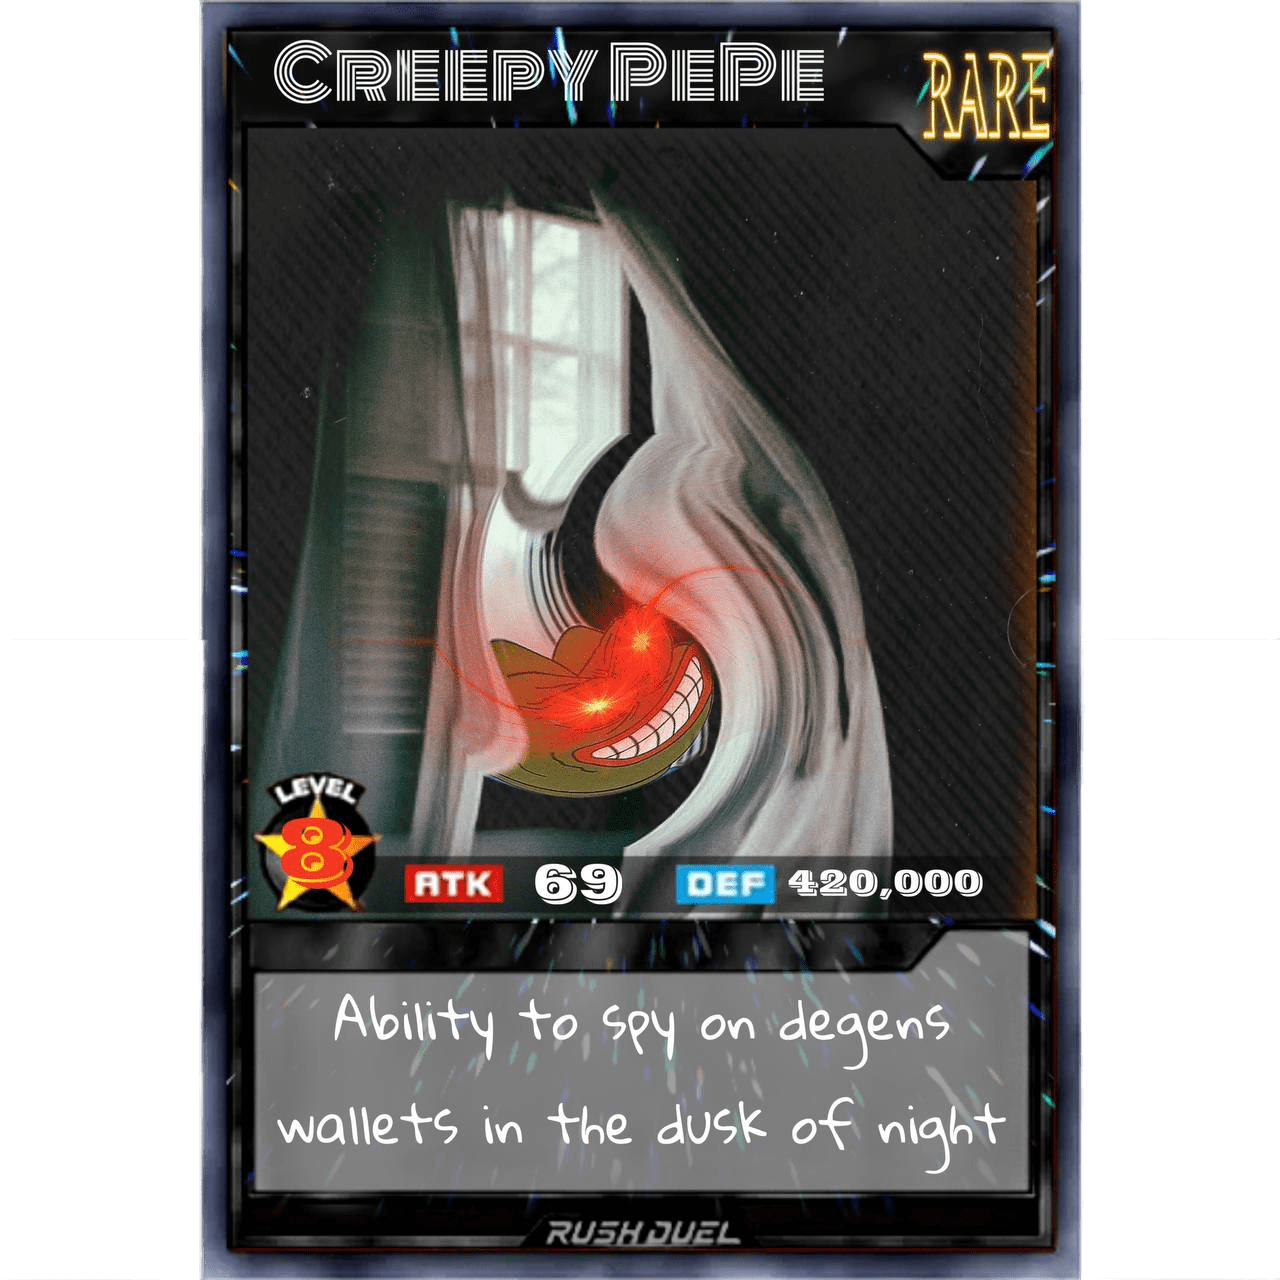 Creepy PePe
RARE
LEVEL
8
ATK 69 DEF 420,000
Ability to spy on degens
wallets in the dusk of night
RUSH DUEL